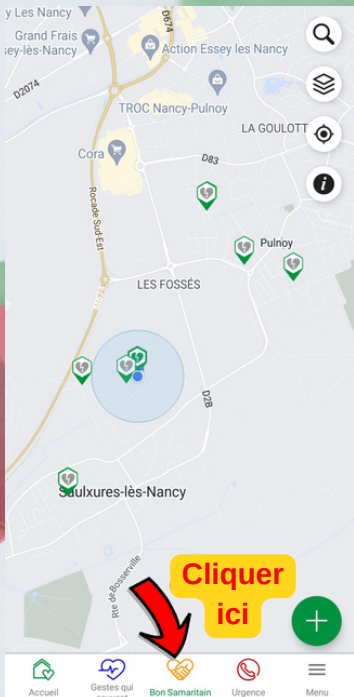 y Les Nancy
D674
Grand Frais
sey-lès-Nancy
Action Essey les Nancy
D2074
TROC Nancy-Pulnoy
LA GOULOTT
Cora
D83
Rocade Sud-Est
Pulnoy
LES FOSSÉS
D2B
Saulxures-lès-Nancy
Rte de Bosserville
Cliquer
ici
Accueil
Gestes qui
sauvent
Bon Samaritain
Urgence
Menu